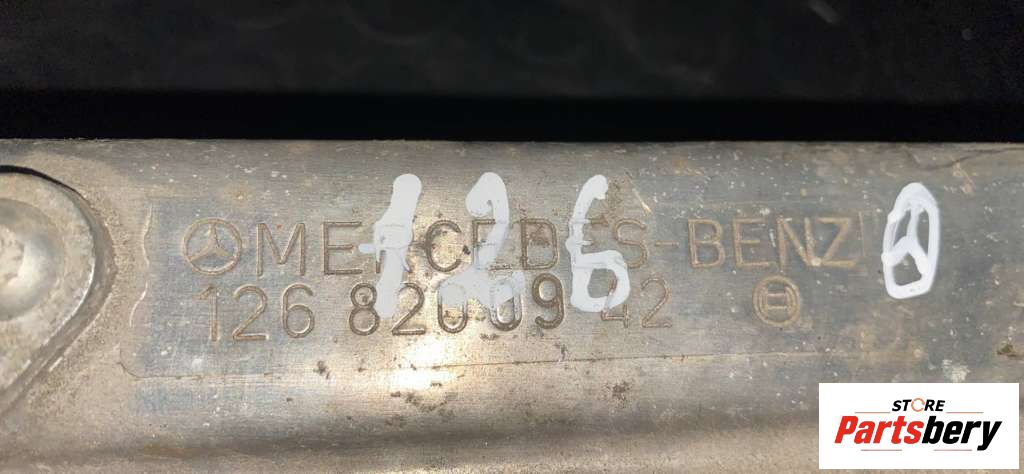 MERCEDES-BENZ
126 820 09 42
126
STORE
Partsbery